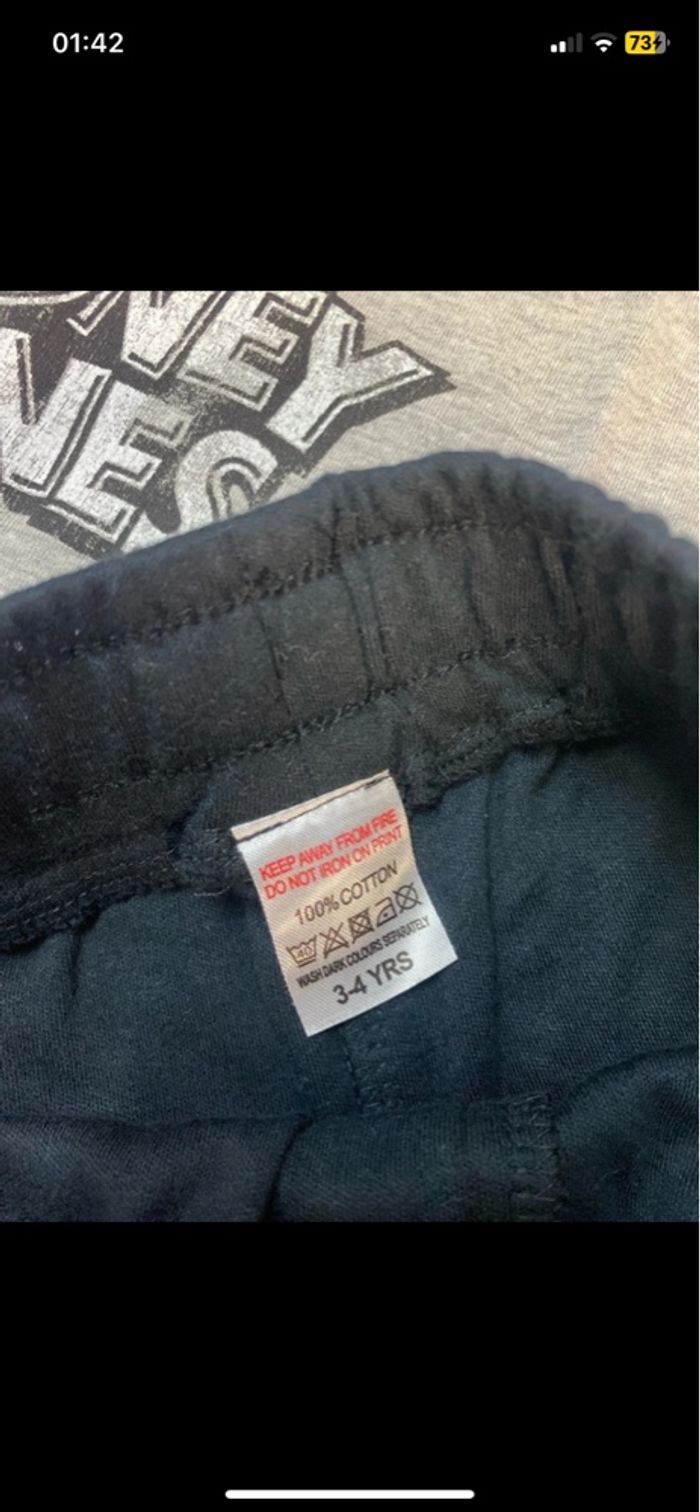 01:42
73
KEEP AWAY FROM FIRE
DO NOT IRON ON PRINT
100% COTTON
40
WASH DARK COLOURS SEPARATELY
3-4 YRS